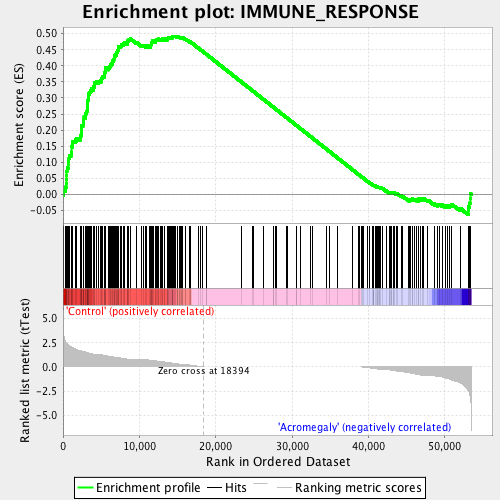 Enrichment plot: IMMUNE_RESPONSE
Enrichment score (ES)
0.50
0.45
0.40
0.35
0.30
0.25
0.20
0.15
0.10
0.05
0.00
-0.05
Ranked list metric (tTest)
5.0
2.5
0.0
-2.5
-5.0
'Control' (positively correlated)
Zero cross at 18394
'Acromegaly' (negatively correlated)
0
10,000
20,000
30,000
40,000
50,000
Rank in Ordered Dataset
Enrichment profile
Hits
Ranking metric scores